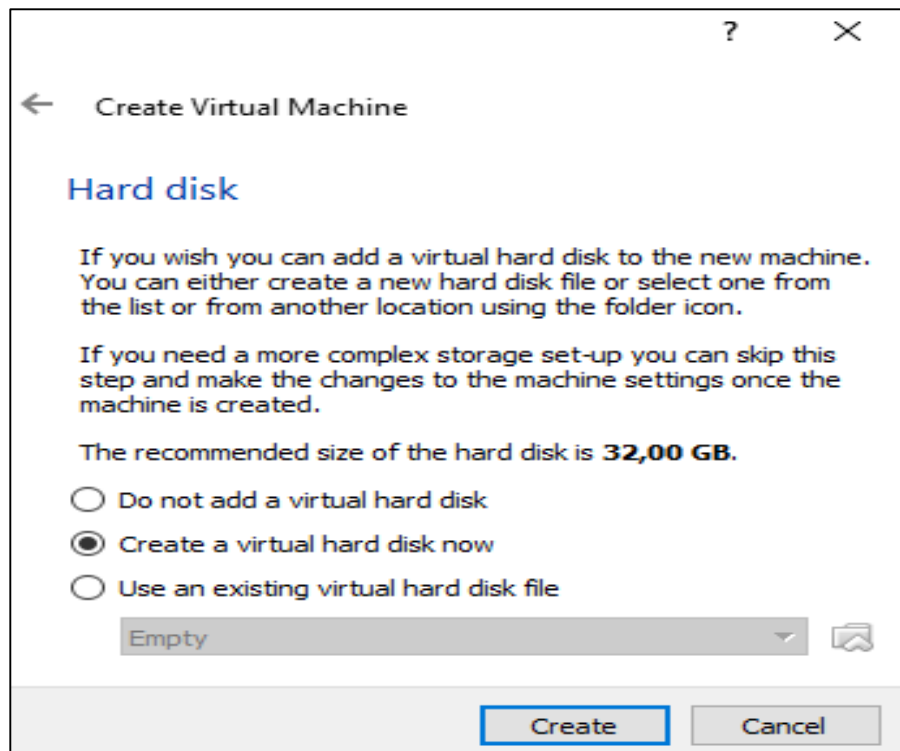 ?
Create Virtual Machine
Hard disk
If you wish you can add a virtual hard disk to the new machine.
You can either create a new hard disk file or select one from
the list or from another location using the folder icon.
If you need a more complex storage set-up you can skip this
step and make the changes to the machine settings once the
machine is created.
The recommended size of the hard disk is 32,00 GB.
Do not add a virtual hard disk
Create a virtual hard disk now
Use an existing virtual hard disk file
Empty
Create Cancel